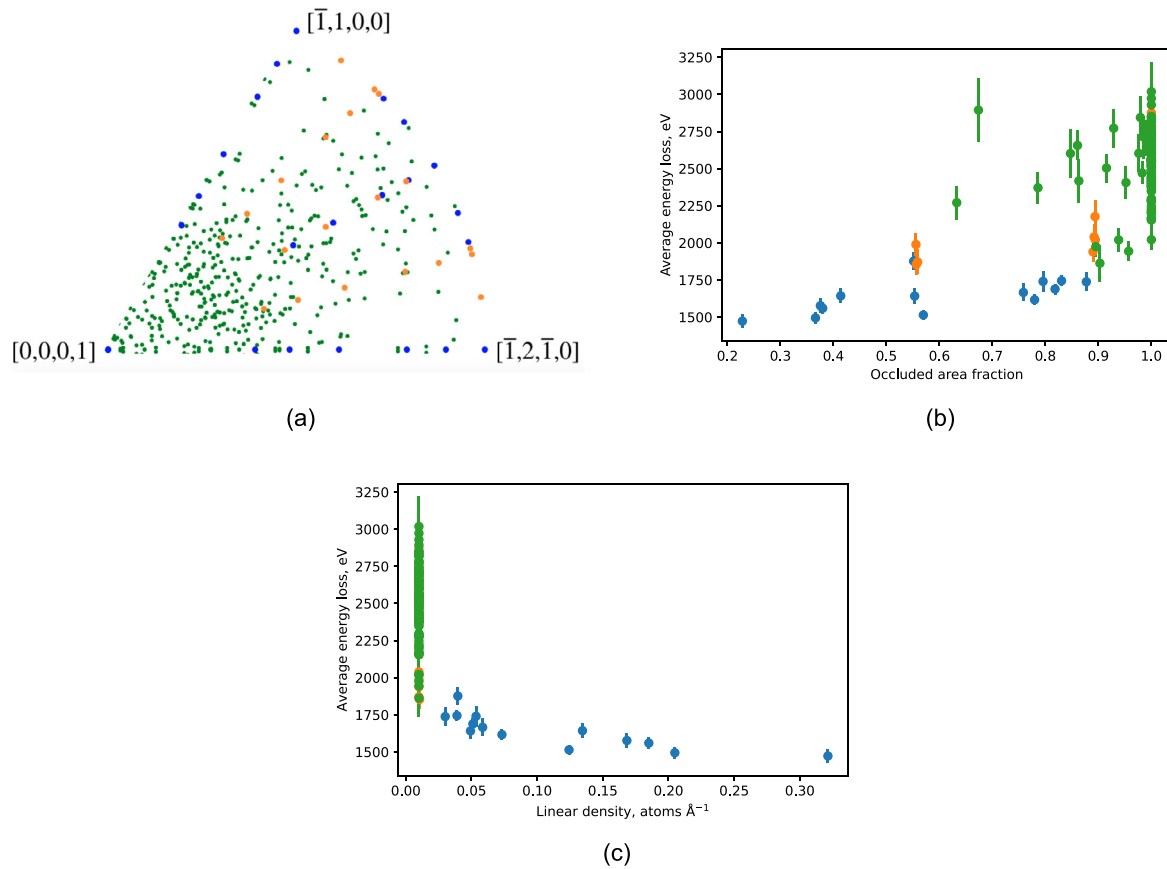 [1̅,1,0,0]
[0,0,0,1]
[1̅,2,1̅,0]
(a)
3250
3000
2750
2500
2250
2000
1750
1500
Average energy loss, eV
0.2 0.3 0.4 0.5 0.6 0.7 0.8 0.9 1.0
Occluded area fraction
(b)
3250
3000
2750
2500
2250
2000
1750
1500
Average energy loss, eV
0.00 0.05 0.10 0.15 0.20 0.25 0.30
Linear density, atoms Å⁻¹
(c)